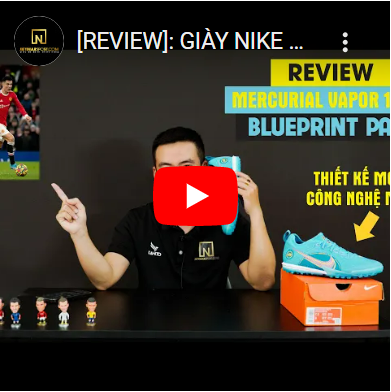 [REVIEW]: GIÀY NIKE ...
N
REVIEW
MERCURIAL VAPOR 1
BLUEPRINT PA
THIẾT KẾ M
CÔNG NGHỆ N
N